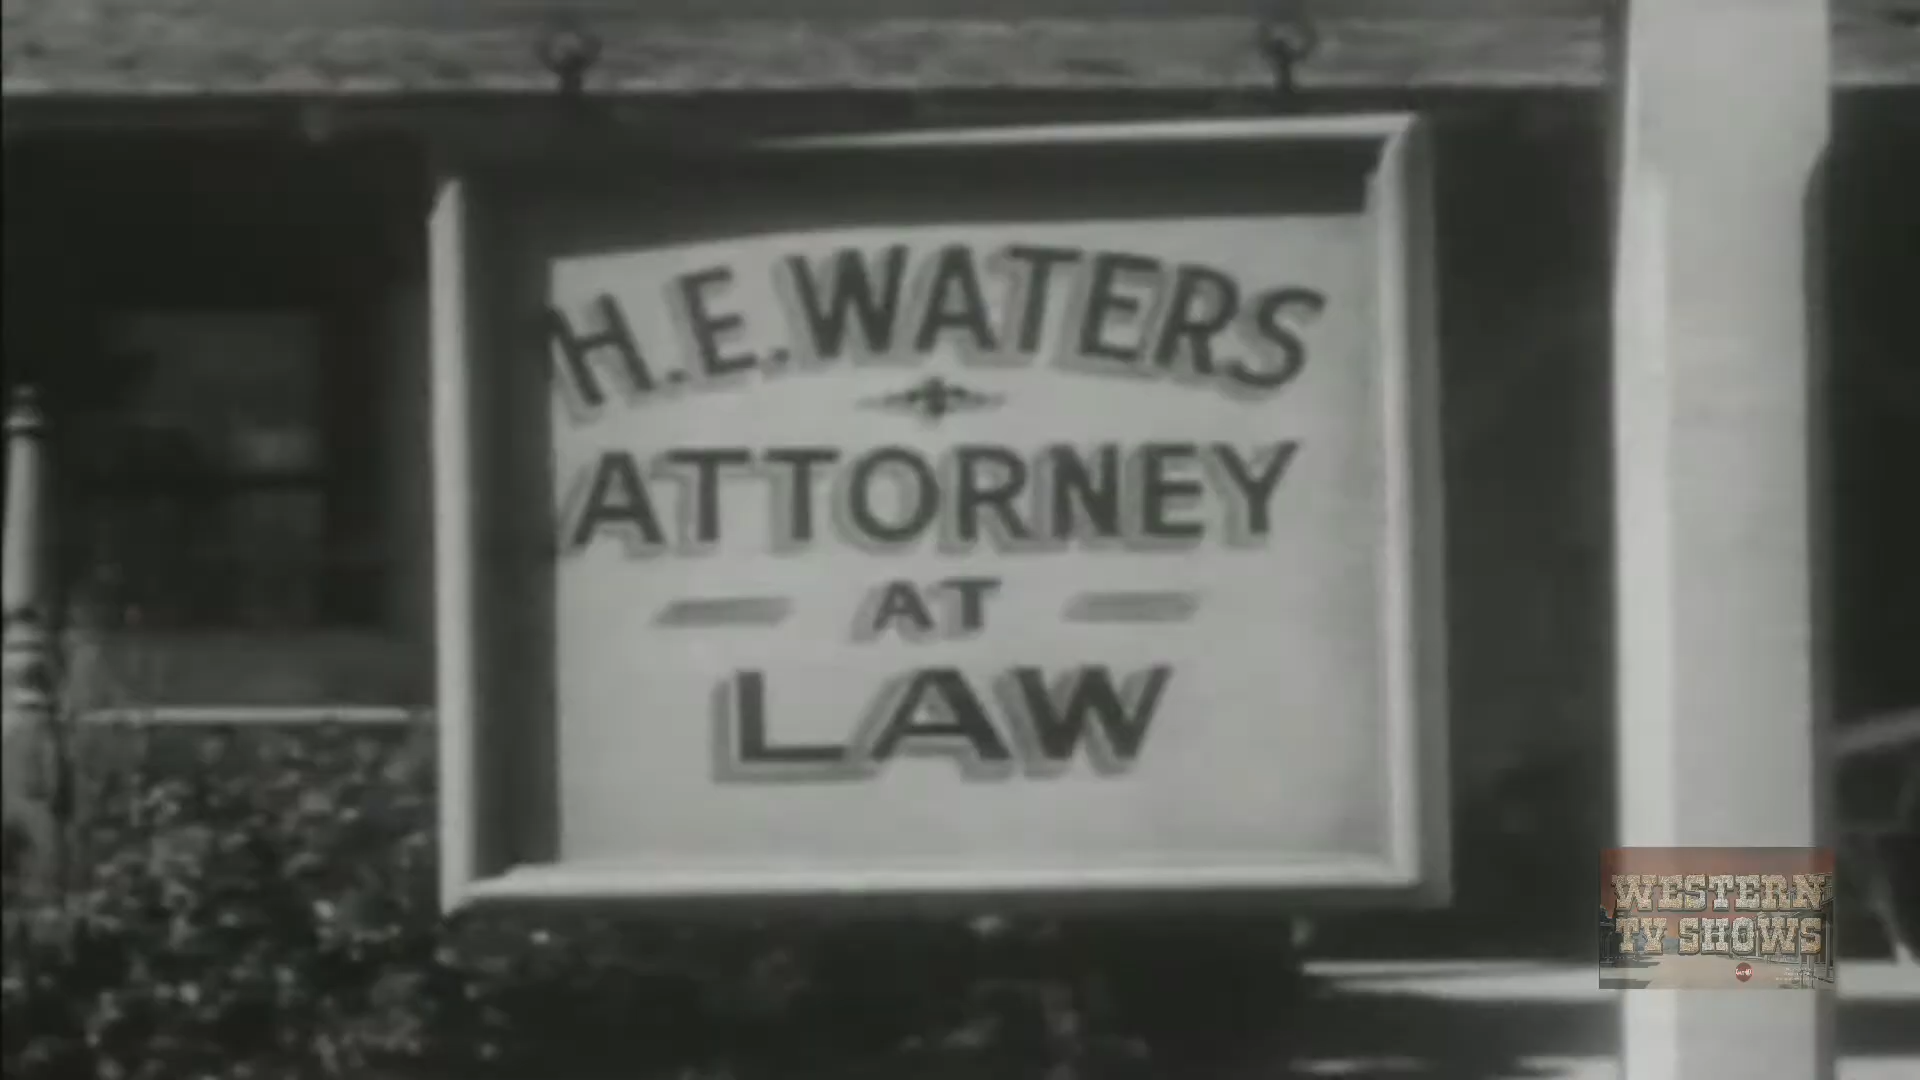 H.E. WATERS
ATTORNEY
AT
LAW
WESTERN
TV SHOWS